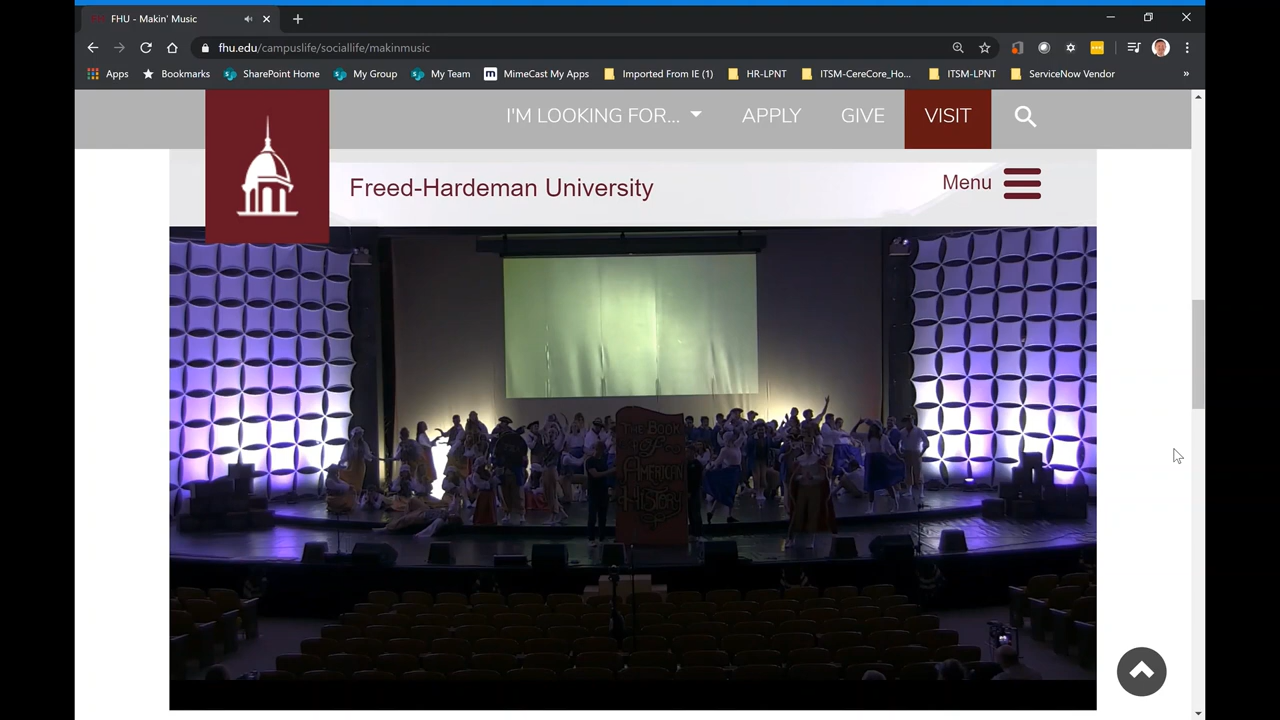 FHU - Makin' Music
fhu.edu/campuslife/sociallife/makinmusic
Apps Bookmarks SharePoint Home My Group My Team MimeCast My Apps Imported From IE (1) HR-LPNT ITSM-CereCore_Ho... ITSM-LPNT ServiceNow Vendor »
I'M LOOKING FOR... APPLY GIVE VISIT
Freed-Hardeman University
Menu
THE BOOK
of
AMERICAN
HISTORY